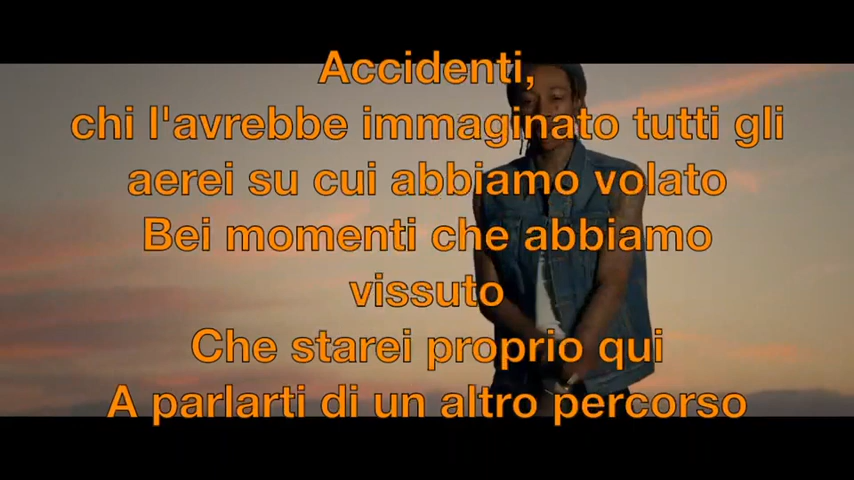 Accidenti,
chi l'avrebbe immaginato tutti gli
aerei su cui abbiamo volato
Bei momenti che abbiamo
vissuto
Che starei proprio qui
A parlarti di un altro percorso